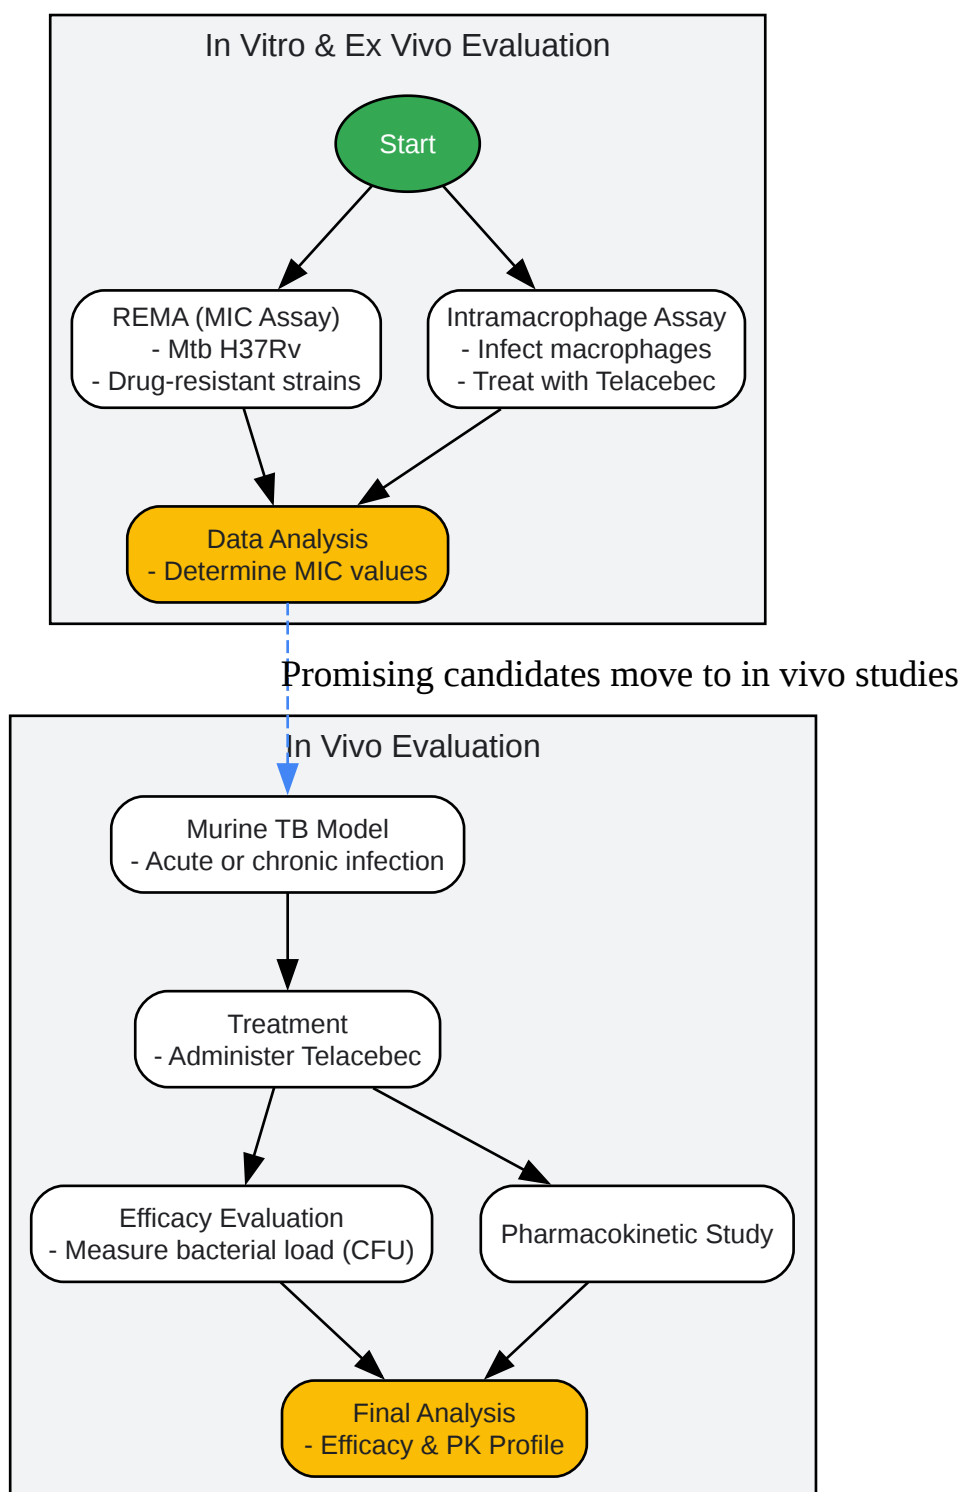 In Vitro & Ex Vivo Evaluation
Start
REMA (MIC Assay)
- Mtb H37Rv
- Drug-resistant strains
Intramacrophage Assay
- Infect macrophages
- Treat with Telacebec
Data Analysis
- Determine MIC values
Promising candidates move to in vivo studies
In Vivo Evaluation
Murine TB Model
- Acute or chronic infection
Treatment
- Administer Telacebec
Efficacy Evaluation
- Measure bacterial load (CFU)
Pharmacokinetic Study
Final Analysis
- Efficacy & PK Profile